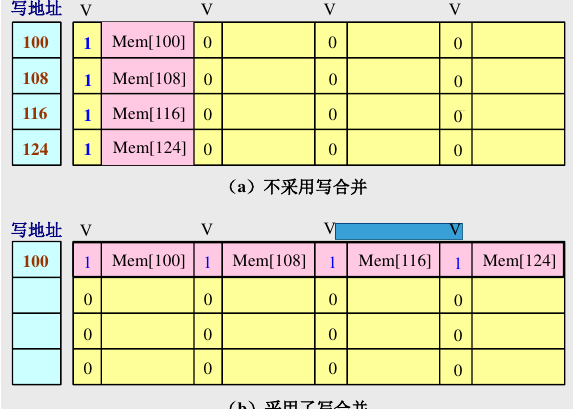 写地址 V V V V
100 1 Mem[100] 0 0 0
108 1 Mem[108] 0 0 0
116 1 Mem[116] 0 0 0
124 1 Mem[124] 0 0 0
（a）不采用写合并
写地址 V V V V
100 1 Mem[100] 1 Mem[108] 1 Mem[116] 1 Mem[124]
0 0 0 0
0 0 0 0
0 0 0 0
（b）采用了写合并